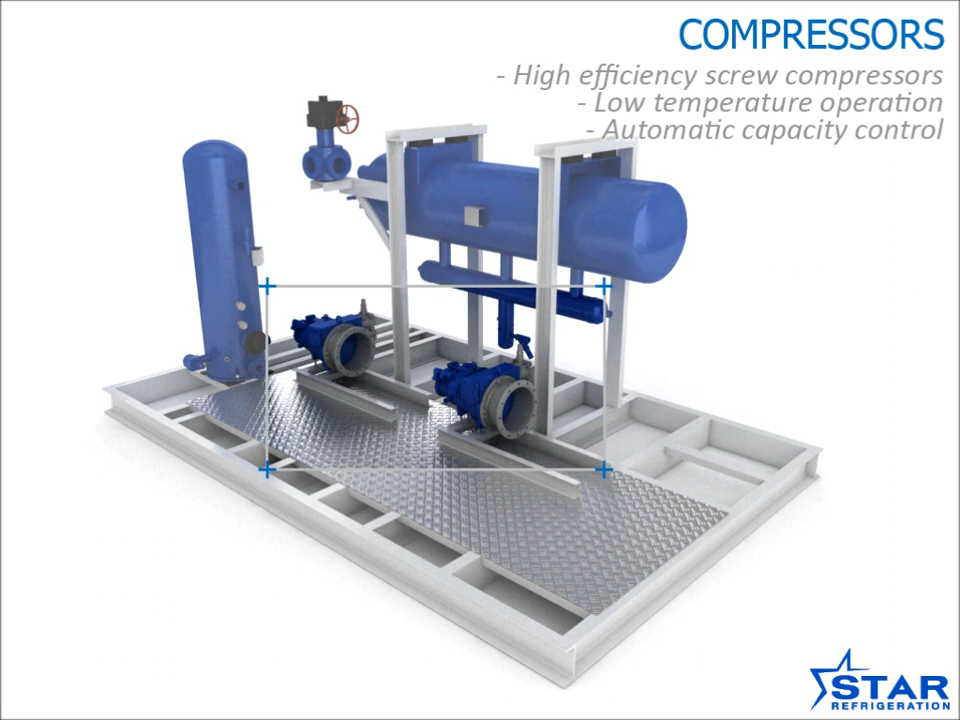 COMPRESSORS
- High efficiency screw compressors
- Low temperature operation
- Automatic capacity control
STAR
REFRIGERATION